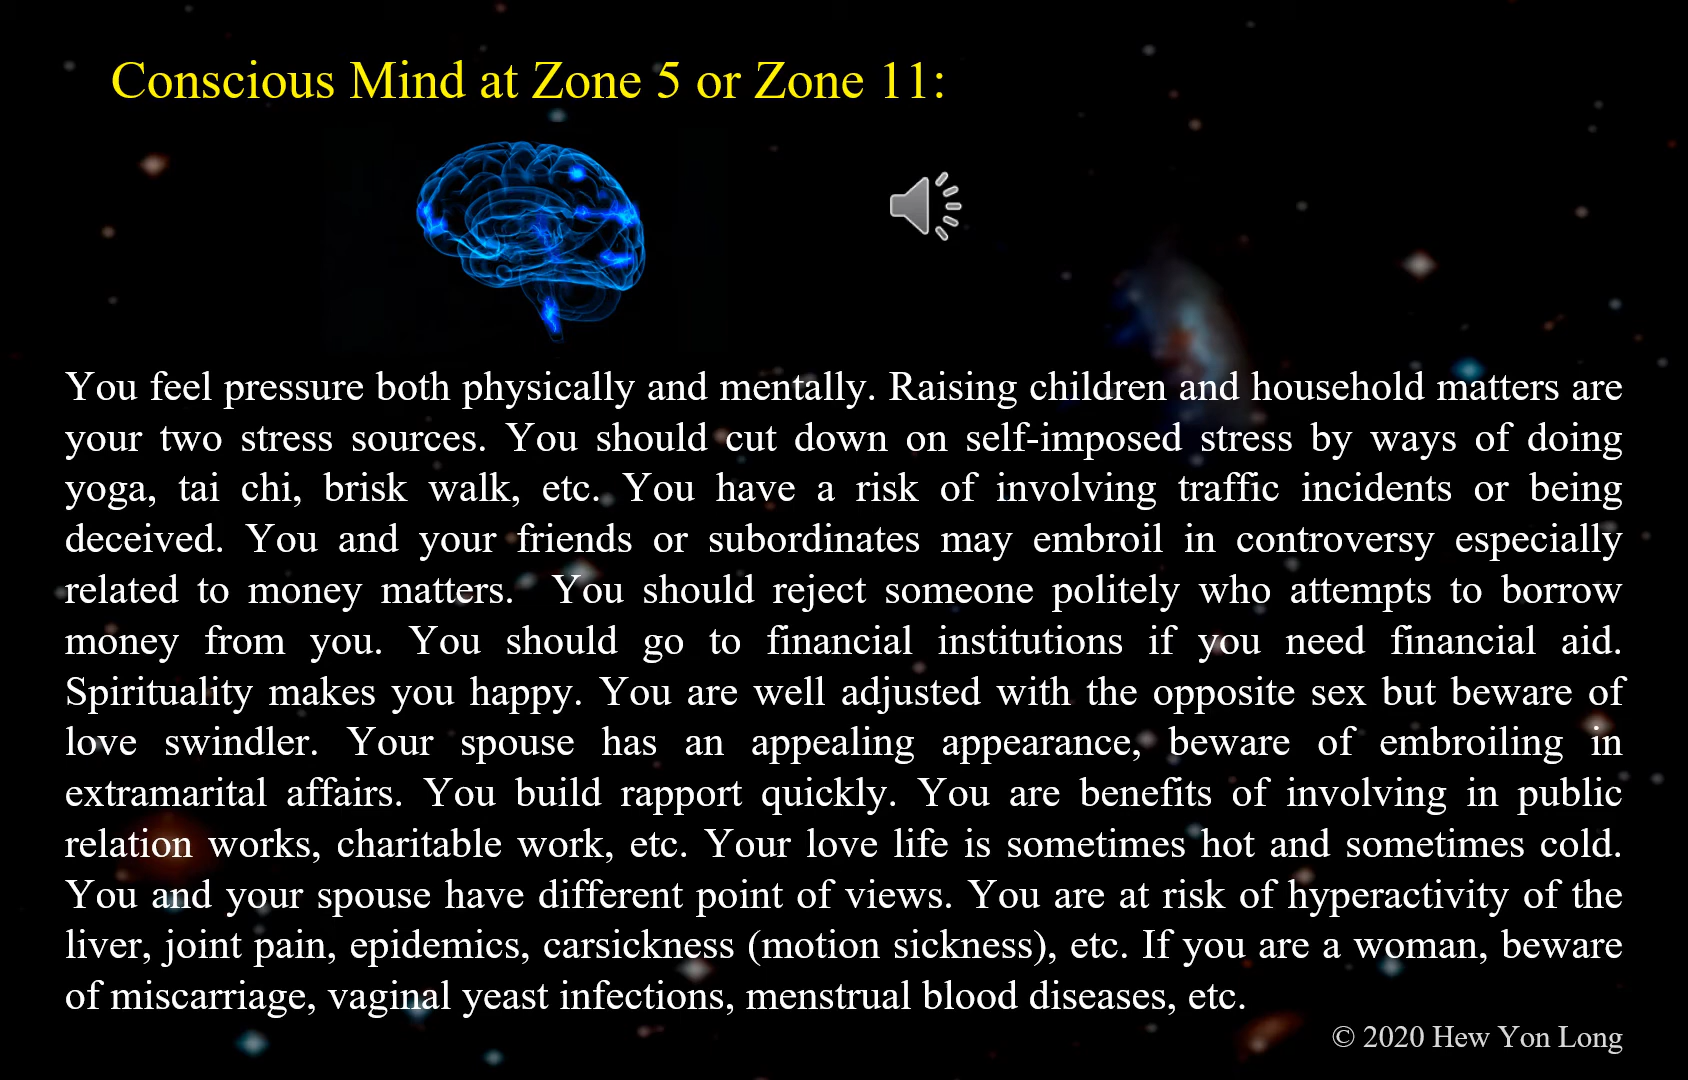 Conscious Mind at Zone 5 or Zone 11:
You feel pressure both physically and mentally. Raising children and household matters are
your two stress sources. You should cut down on self-imposed stress by ways of doing
yoga, tai chi, brisk walk, etc. You have a risk of involving traffic incidents or being
deceived. You and your friends or subordinates may embroil in controversy especially
related to money matters.  You should reject someone politely who attempts to borrow
money from you. You should go to financial institutions if you need financial aid.
Spirituality makes you happy. You are well adjusted with the opposite sex but beware of
love swindler. Your spouse has an appealing appearance, beware of embroiling in
extramarital affairs. You build rapport quickly. You are benefits of involving in public
relation works, charitable work, etc. Your love life is sometimes hot and sometimes cold.
You and your spouse have different point of views. You are at risk of hyperactivity of the
liver, joint pain, epidemics, carsickness (motion sickness), etc. If you are a woman, beware
of miscarriage, vaginal yeast infections, menstrual blood diseases, etc.
© 2020 Hew Yon Long